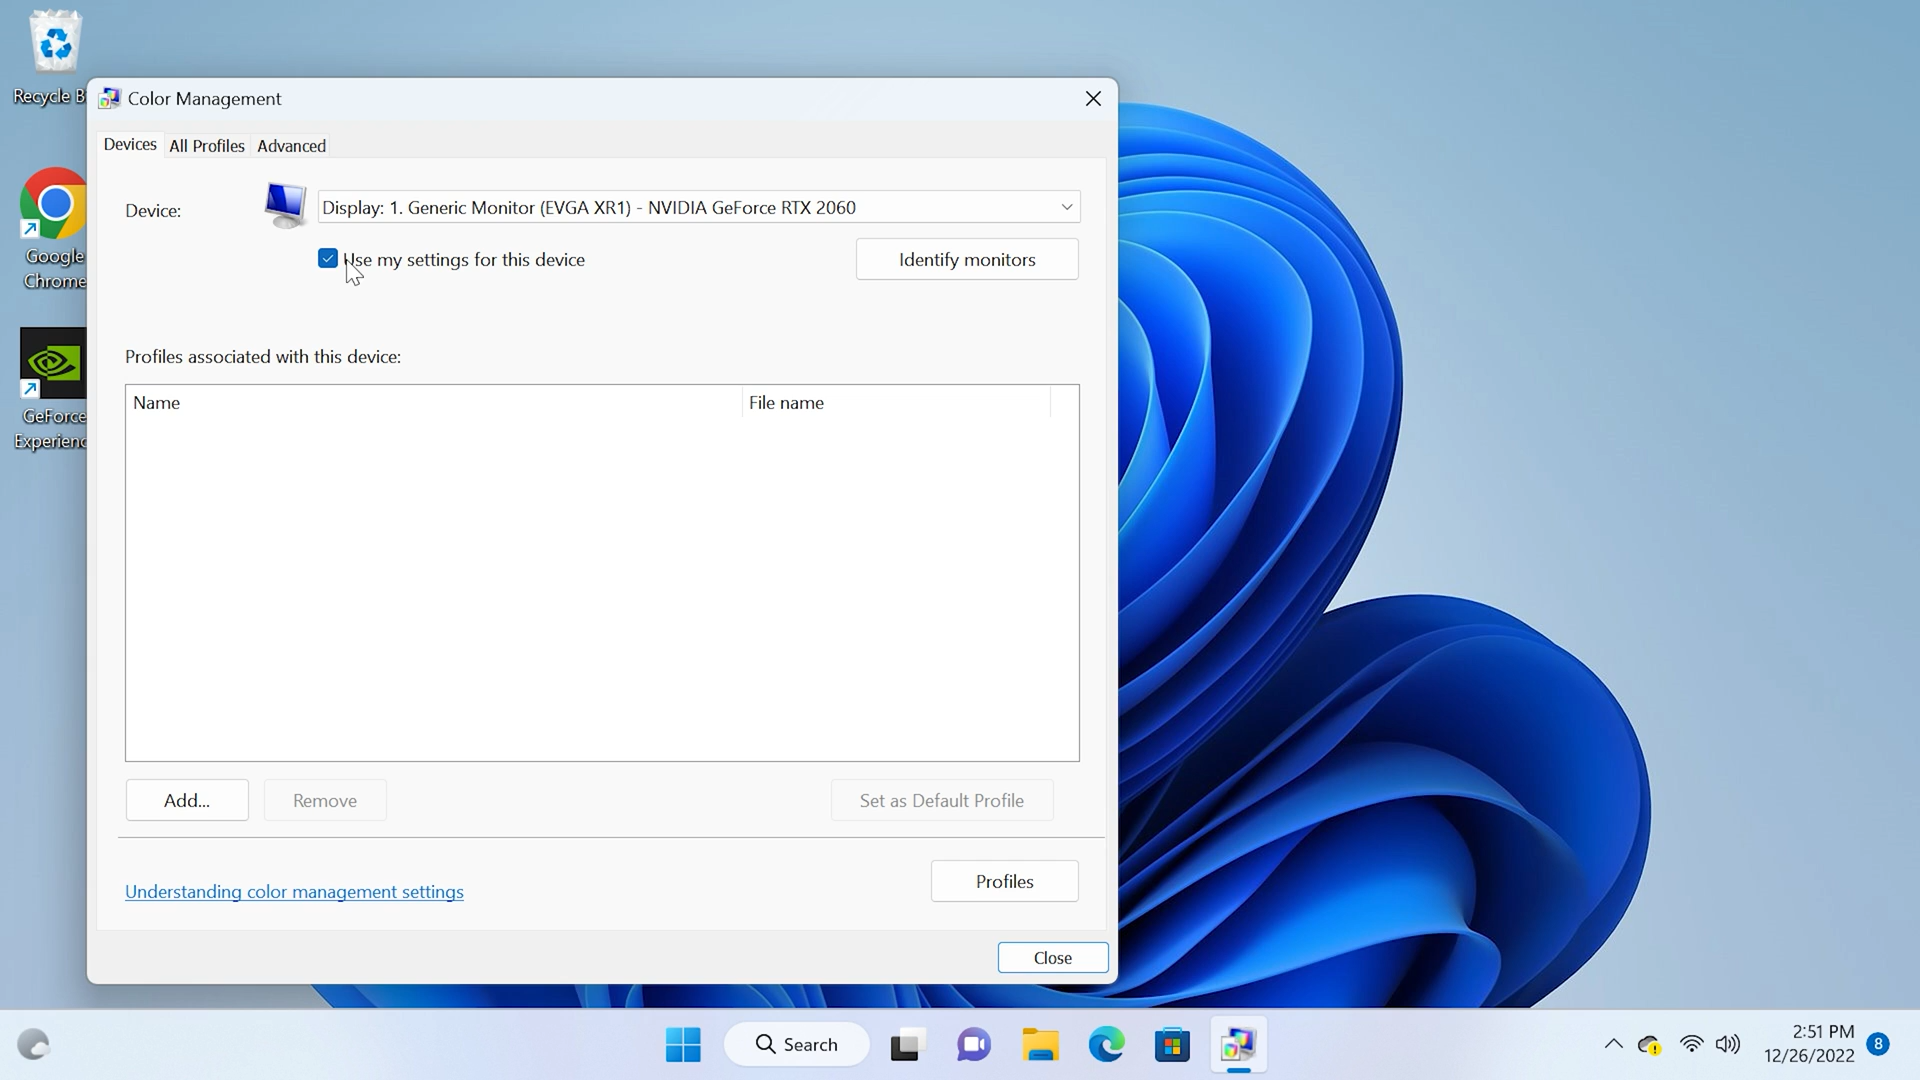 Recycle B
Color Management
Devices
All Profiles
Advanced
Device:
Display: 1. Generic Monitor (EVGA XR1) - NVIDIA GeForce RTX 2060
Use my settings for this device
Identify monitors
Google
Chrome
Profiles associated with this device:
Name
File name
GeForce
Experienc
Add...
Remove
Set as Default Profile
Understanding color management settings
Profiles
Close
Search
2:51 PM
12/26/2022
8